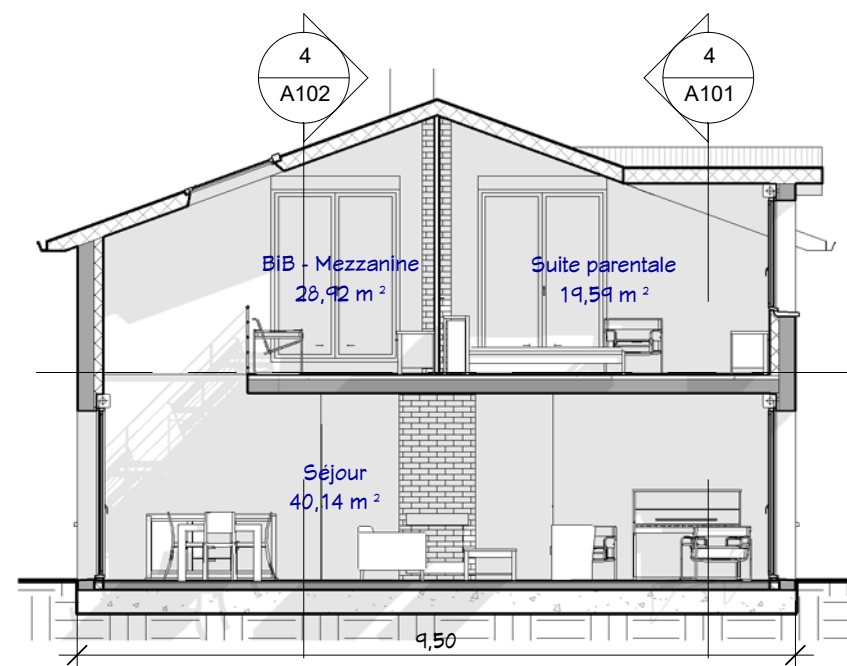 4
A102
4
A101
BiB - Mezzanine
28,92 m²
Suite parentale
19,59 m²
Séjour
40,14 m²
9,50